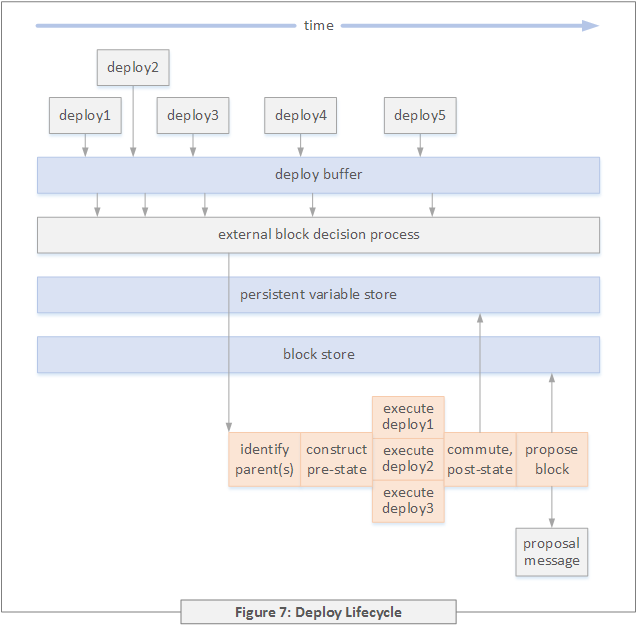 time
deploy2
deploy1
deploy3
deploy4
deploy5
deploy buffer
external block decision process
persistent variable store
block store
identify
parent(s)
construct
pre-state
execute
deploy1
execute
deploy2
execute
deploy3
commute,
post-state
propose
block
proposal
message
Figure 7: Deploy Lifecycle